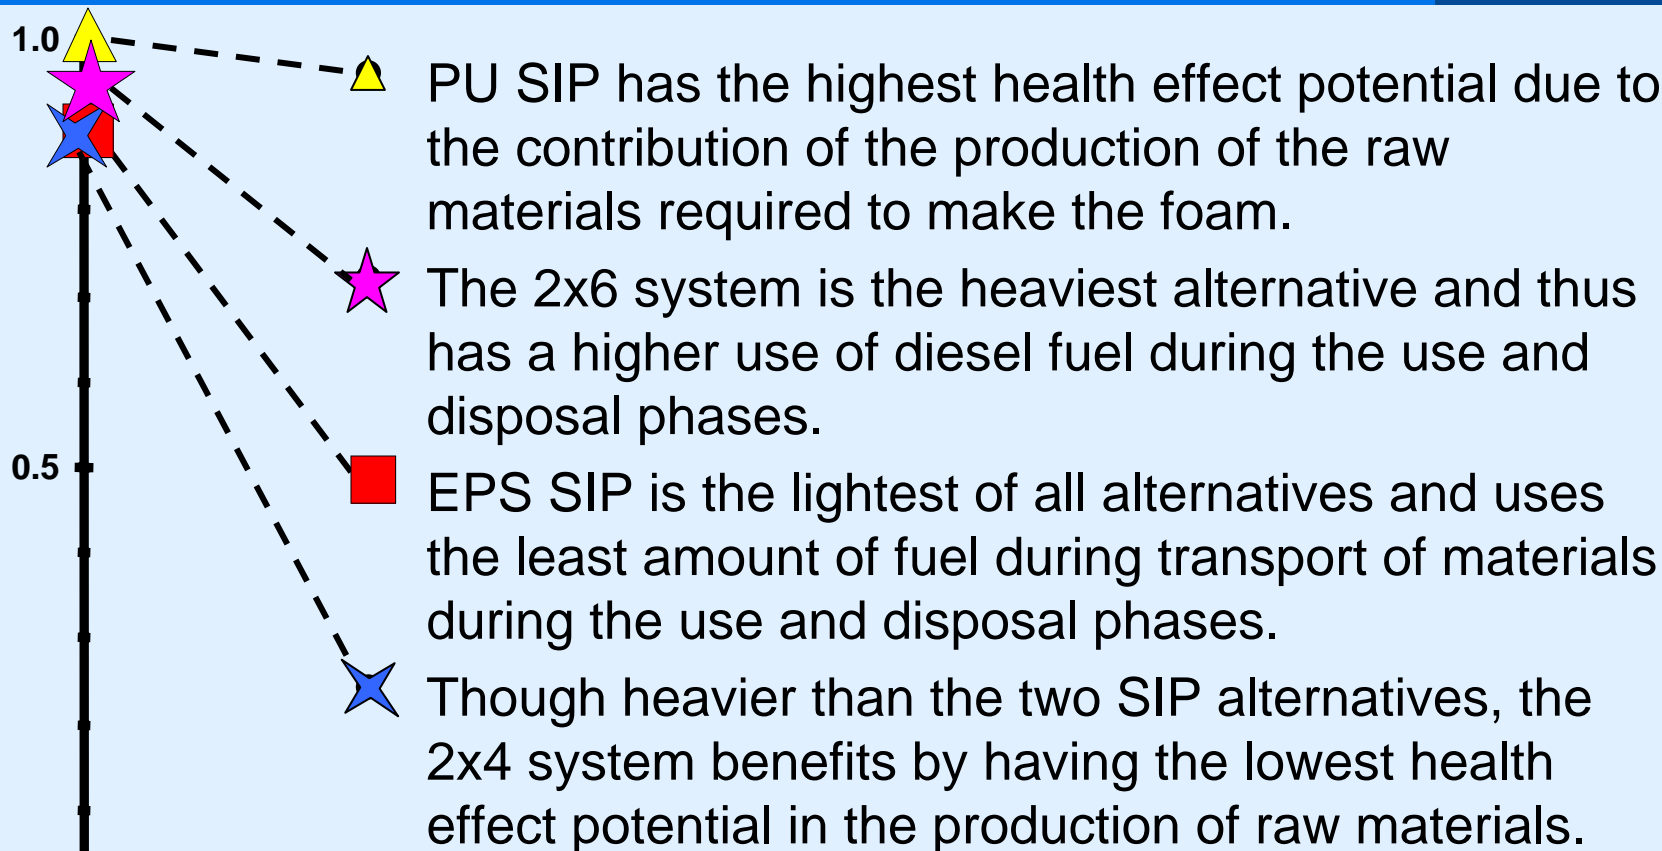 1.0
PU SIP has the highest health effect potential due to
the contribution of the production of the raw
materials required to make the foam.
The 2x6 system is the heaviest alternative and thus
has a higher use of diesel fuel during the use and
disposal phases.
0.5
EPS SIP is the lightest of all alternatives and uses
the least amount of fuel during transport of materials
during the use and disposal phases.
Though heavier than the two SIP alternatives, the
2x4 system benefits by having the lowest health
effect potential in the production of raw materials.